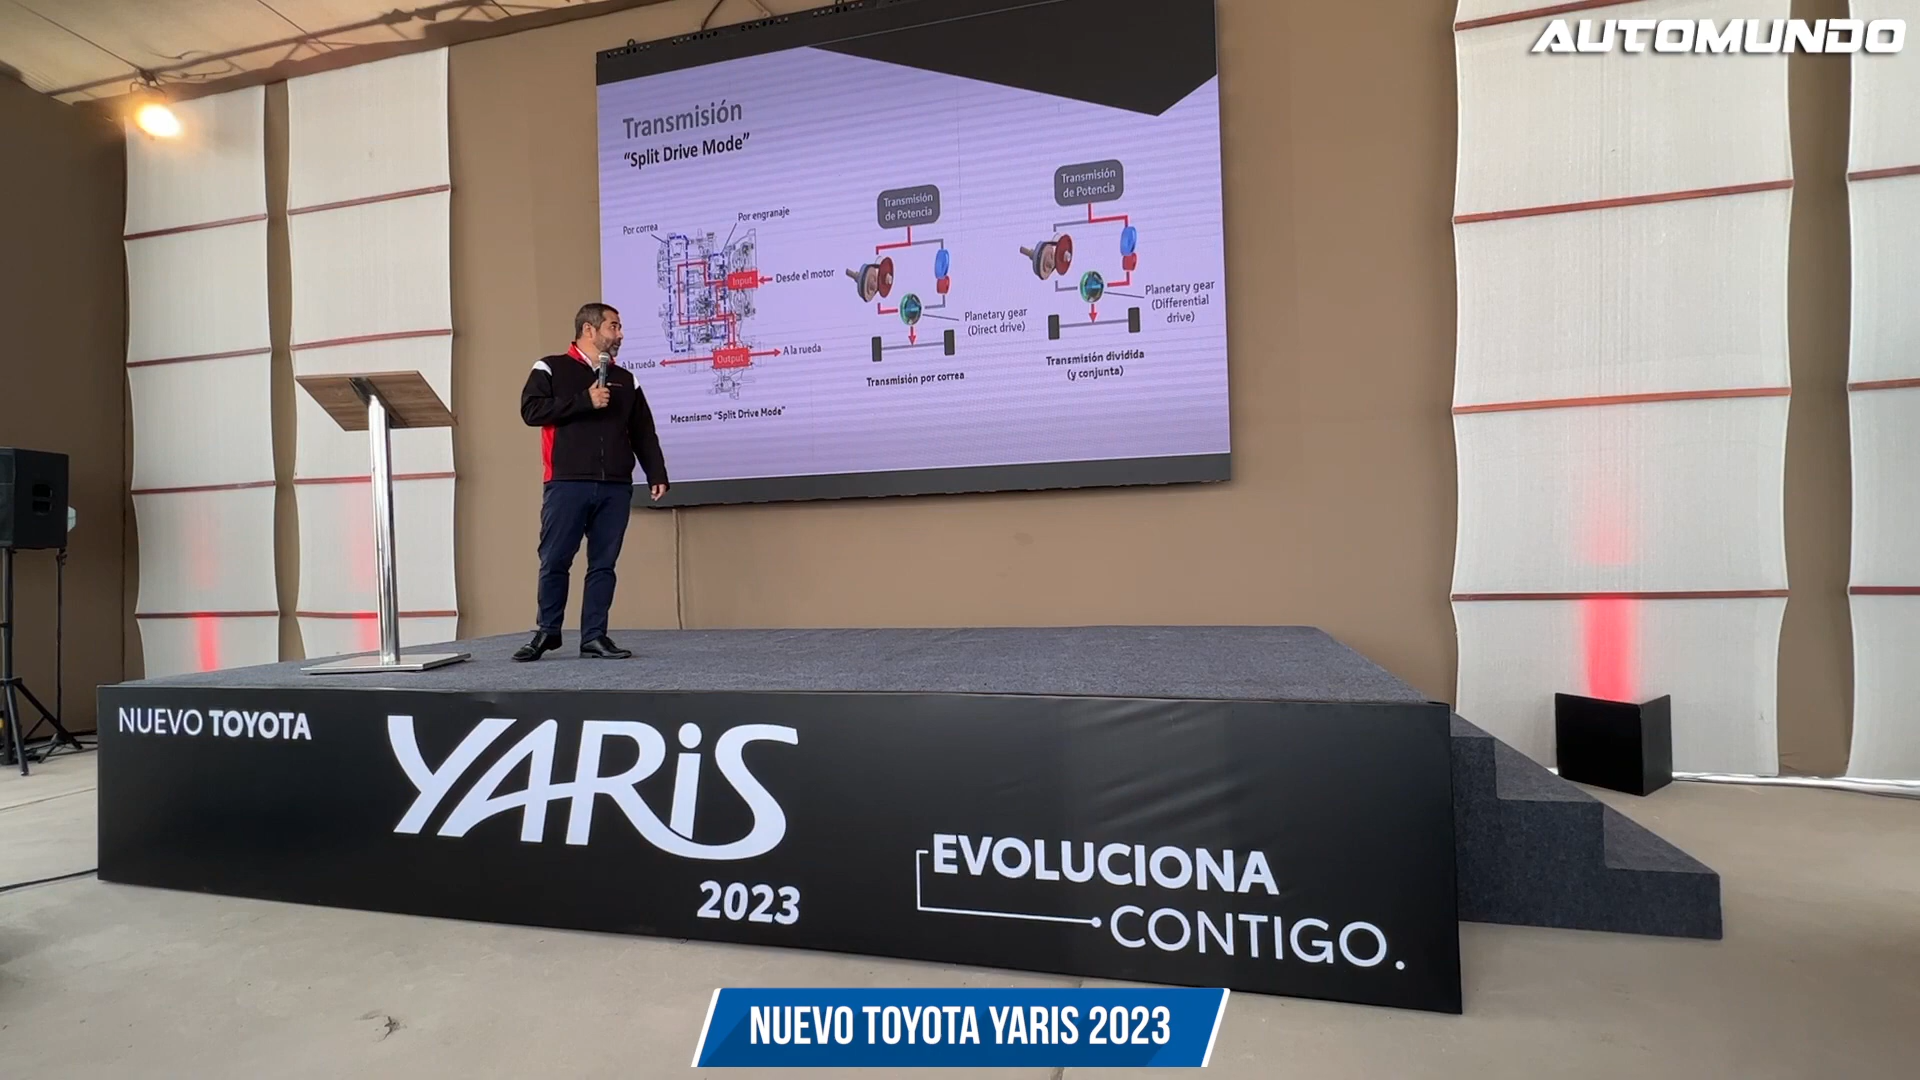 AUTOMUNDO
Transmisión
“Split Drive Mode”
Por correa
Por engranaje
Input
Desde el motor
Output
A la rueda
A la rueda
Mecanismo "Split Drive Mode"
Transmisión
de Potencia
Planetary gear
(Direct drive)
Transmisión por correa
Transmisión
de Potencia
Planetary gear
(Differential
drive)
Transmisión dividida
(y conjunta)
NUEVO TOYOTA
YARiS
2023
EVOLUCIONA
CONTIGO.
NUEVO TOYOTA YARIS 2023